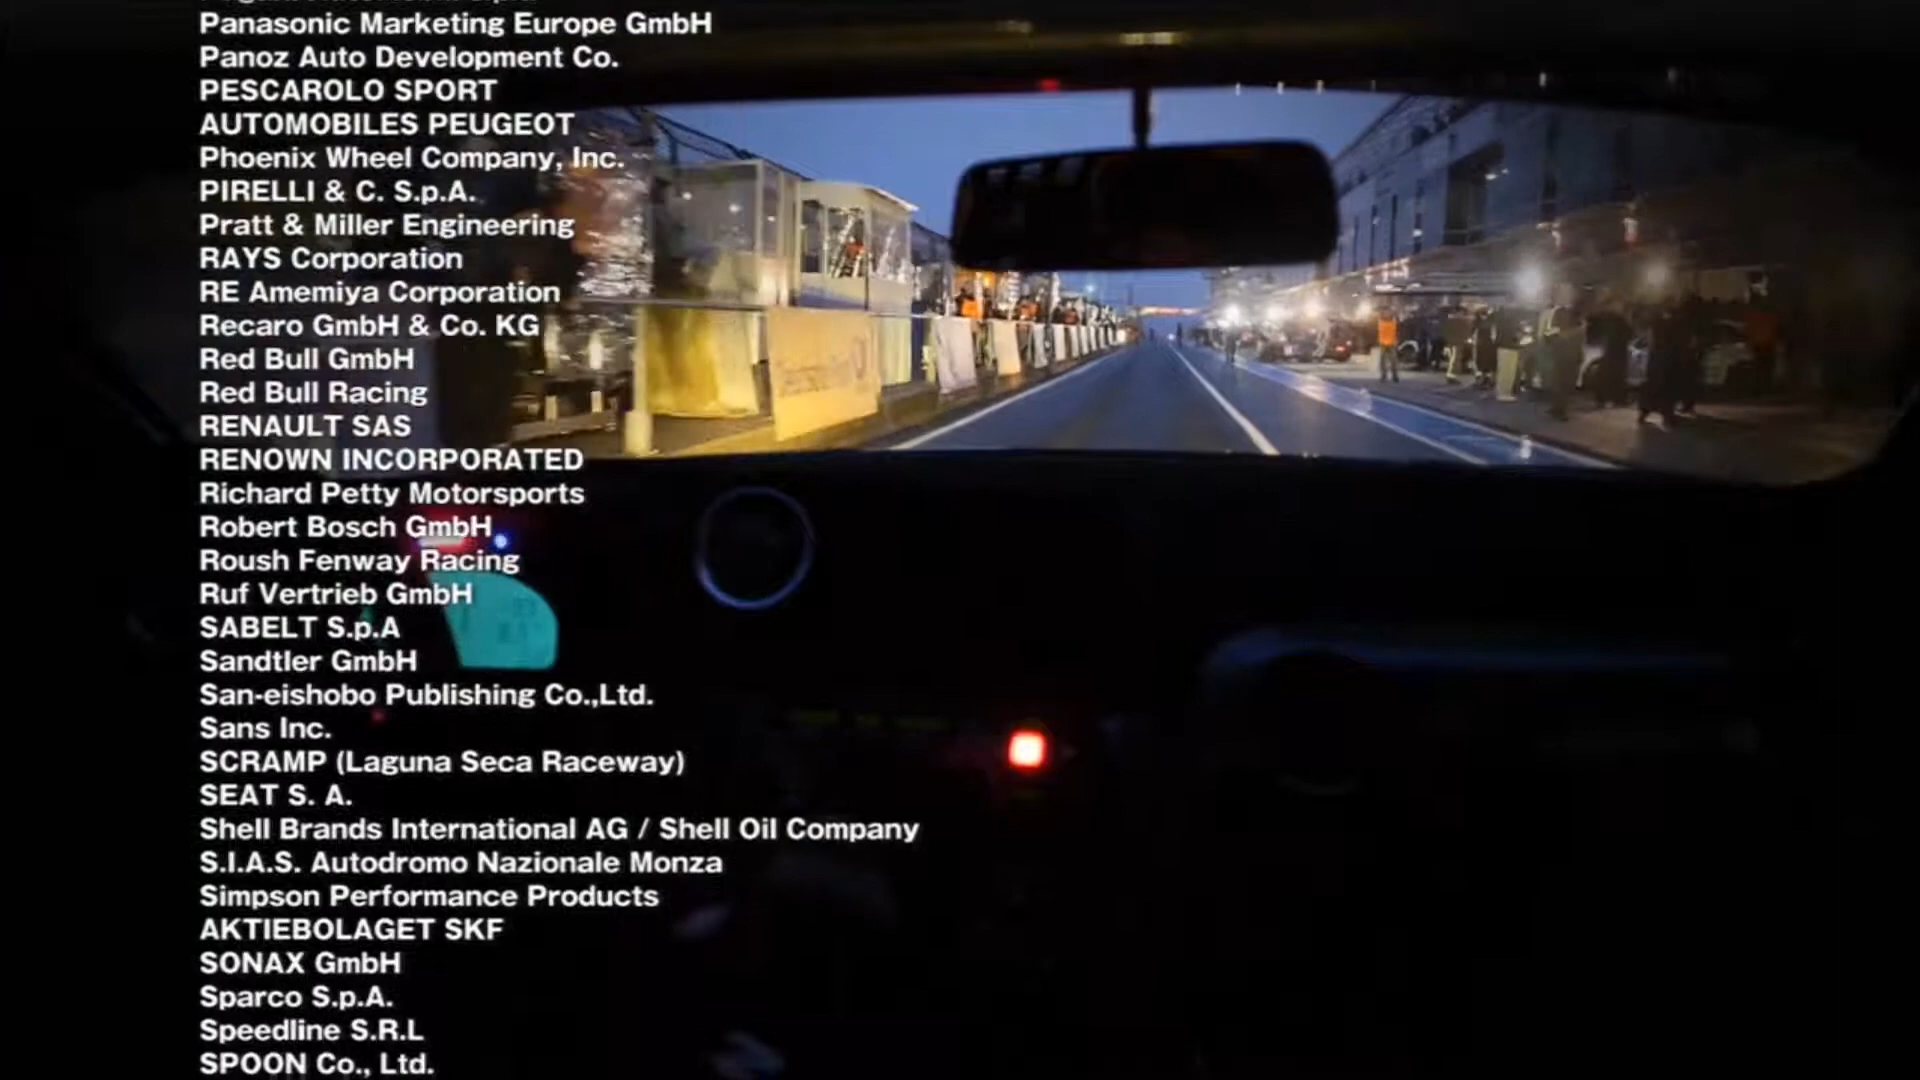 Panasonic Marketing Europe GmbH
Panoz Auto Development Co.
PESCAROLO SPORT
AUTOMOBILES PEUGEOT
Phoenix Wheel Company, Inc.
PIRELLI & C. S.p.A.
Pratt & Miller Engineering
RAYS Corporation
RE Amemiya Corporation
Recaro GmbH & Co. KG
Red Bull GmbH
Red Bull Racing
RENAULT SAS
RENOWN INCORPORATED
Richard Petty Motorsports
Robert Bosch GmbH
Roush Fenway Racing
Ruf Vertrieb GmbH
SABELT S.p.A
Sandtler GmbH
San-eishobo Publishing Co.,Ltd.
Sans Inc.
SCRAMP (Laguna Seca Raceway)
SEAT S. A.
Shell Brands International AG / Shell Oil Company
S.I.A.S. Autodromo Nazionale Monza
Simpson Performance Products
AKTIEBOLAGET SKF
SONAX GmbH
Sparco S.p.A.
Speedline S.R.L
SPOON Co., Ltd.